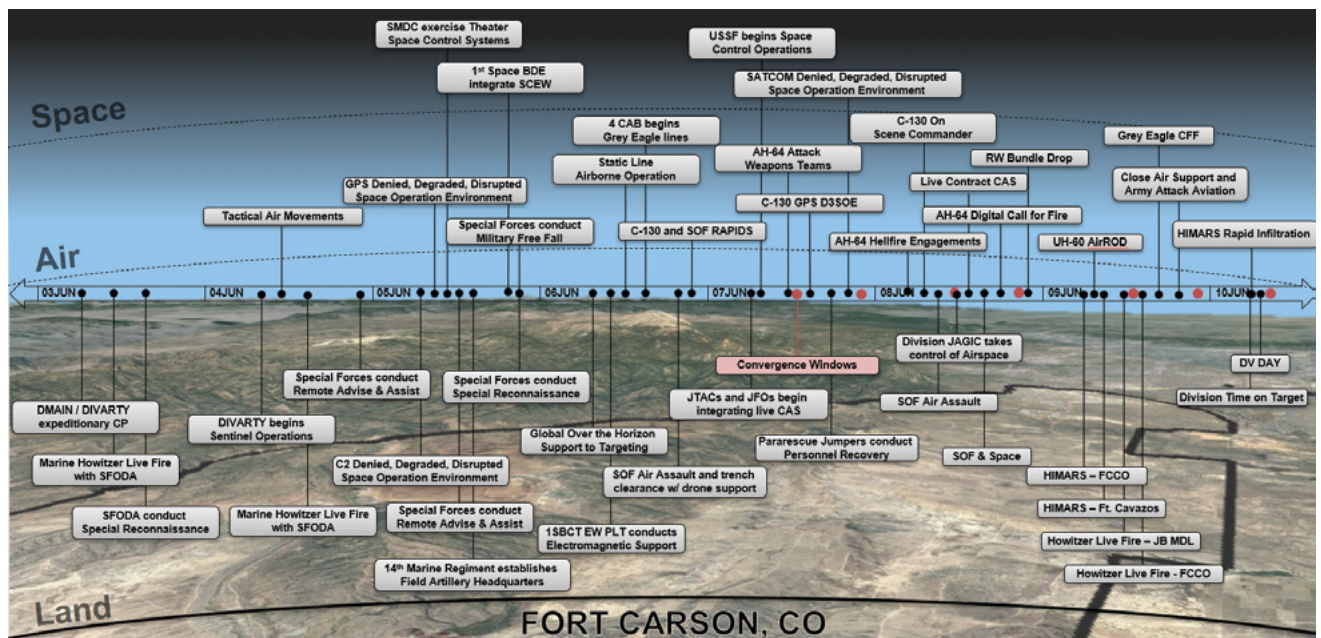 SMDC exercise Theater
Space Control Systems
USSF begins Space
Control Operations
1st Space BDE
integrate SCEW
SATCOM Denied, Degraded, Disrupted
Space Operation Environment
Space
4 CAB begins
Grey Eagle lines
C-130 On
Scene Commander
Grey Eagle CFF
Static Line
Airborne Operation
AH-64 Attack
Weapons Teams
RW Bundle Drop
GPS Denied, Degraded, Disrupted
Space Operation Environment
Live Contract CAS
Close Air Support and
Army Attack Aviation
Tactical Air Movements
Special Forces conduct
Military Free Fall
C-130 and SOF RAPIDS
C-130 GPS D3SOE
AH-64 Digital Call for Fire
AH-64 Hellfire Engagements
UH-60 AirROD
HIMARS Rapid Infiltration
Air
03JUN
04JUN
05JUN
06JUN
07JUN
08JUN
09JUN
10JUN
Convergence Windows
Division JAGIC takes
control of Airspace
DV DAY
Special Forces conduct
Remote Advise & Assist
Special Forces conduct
Special Reconnaissance
JTACs and JFOs begin
integrating live CAS
SOF Air Assault
Division Time on Target
DMAIN / DIVARTY
expeditionary CP
DIVARTY begins
Sentinel Operations
Global Over the Horizon
Support to Targeting
Pararescue Jumpers conduct
Personnel Recovery
SOF & Space
Marine Howitzer Live Fire
with SFODA
C2 Denied, Degraded, Disrupted
Space Operation Environment
SOF Air Assault and trench
clearance w/ drone support
HIMARS – FCCO
SFODA conduct
Special Reconnaissance
Marine Howitzer Live Fire
with SFODA
Special Forces conduct
Remote Advise & Assist
1SBCT EW PLT conducts
Electromagnetic Support
HIMARS – Ft. Cavazos
Howitzer Live Fire – JB MDL
14th Marine Regiment establishes
Field Artillery Headquarters
Howitzer Live Fire - FCCO
Land
FORT CARSON, CO